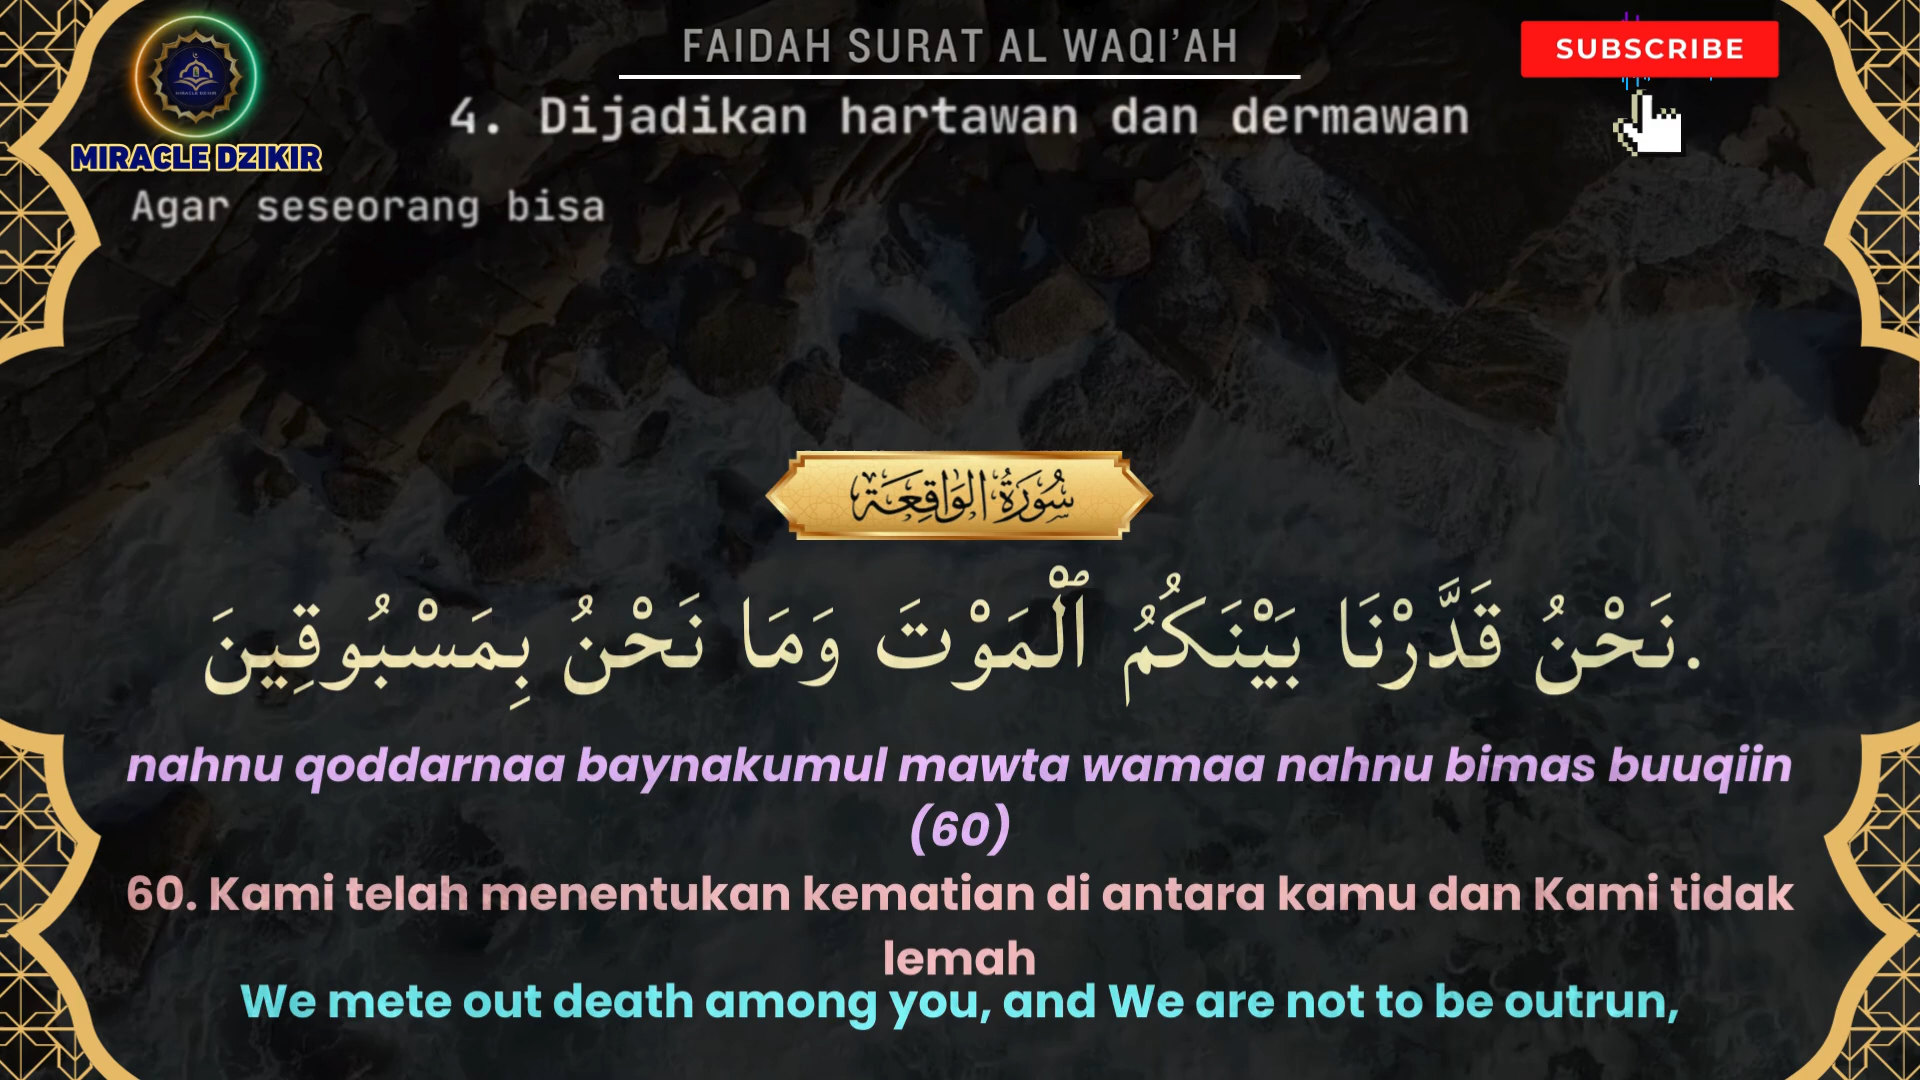 FAIDAH SURAT AL WAQI’AH
SUBSCRIBE
4. Dijadikan hartawan dan dermawan
MIRACLE DZIKIR
Agar seseorang bisa
سُورَةُ الوَاقِعَة
نَحْنُ قَدَّرْنَا بَيْنَكُمُ ٱلْمَوْتَ وَمَا نَحْنُ بِمَسْبُوقِينَ.
nahnu qoddarnaa baynakumul mawta wamaa nahnu bimas buuqiin
(60)
60. Kami telah menentukan kematian di antara kamu dan Kami tidak
lemah
We mete out death among you, and We are not to be outrun,